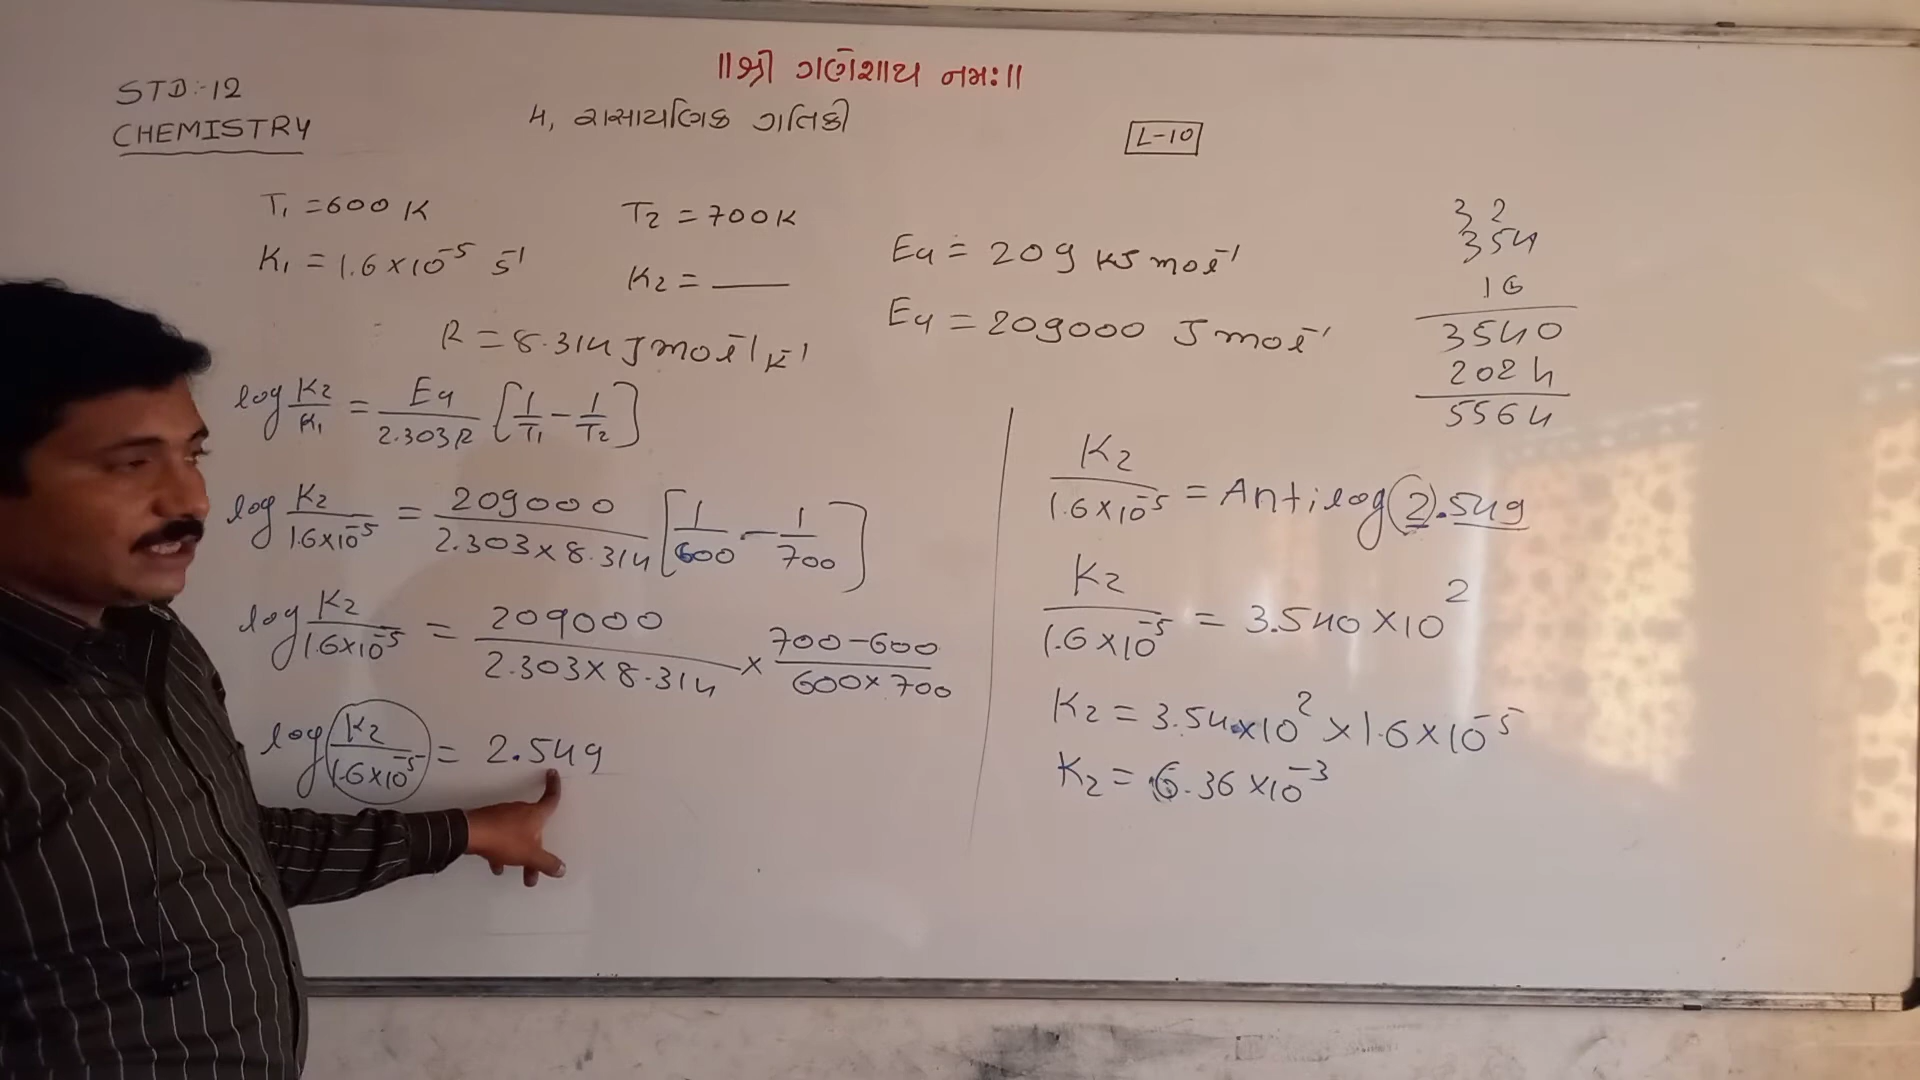 ॥શ્રી ગણેશાય નમઃ॥
STD:-12
CHEMISTRY
4, રાસાયણિક ગતિકી
L-10
T₁ = 600 K
T₂ = 700K
K₁ = 1.6 × 10⁻⁵ s⁻¹
K₂ = ____
Ea = 209 KJ mol⁻¹
Ea = 209000 J mol⁻¹
R = 8.314 J mol⁻¹ K⁻¹
log K₂/K₁ = Ea/2.303R [1/T₁ − 1/T₂]
log K₂/1.6×10⁻⁵ = 209000/2.303×8.314 [1/600 − 1/700]
log K₂/1.6×10⁻⁵ = 209000/2.303×8.314 × 700−600/600×700
log K₂/1.6×10⁻⁵ = 2.549
3 2
354
16
3540
2024
5564
K₂/1.6×10⁻⁵ = Antilog 2.549
K₂/1.6×10⁻⁵ = 3.540 × 10²
K₂ = 3.54 × 10² × 1.6 × 10⁻⁵
K₂ = 6.36 × 10⁻³